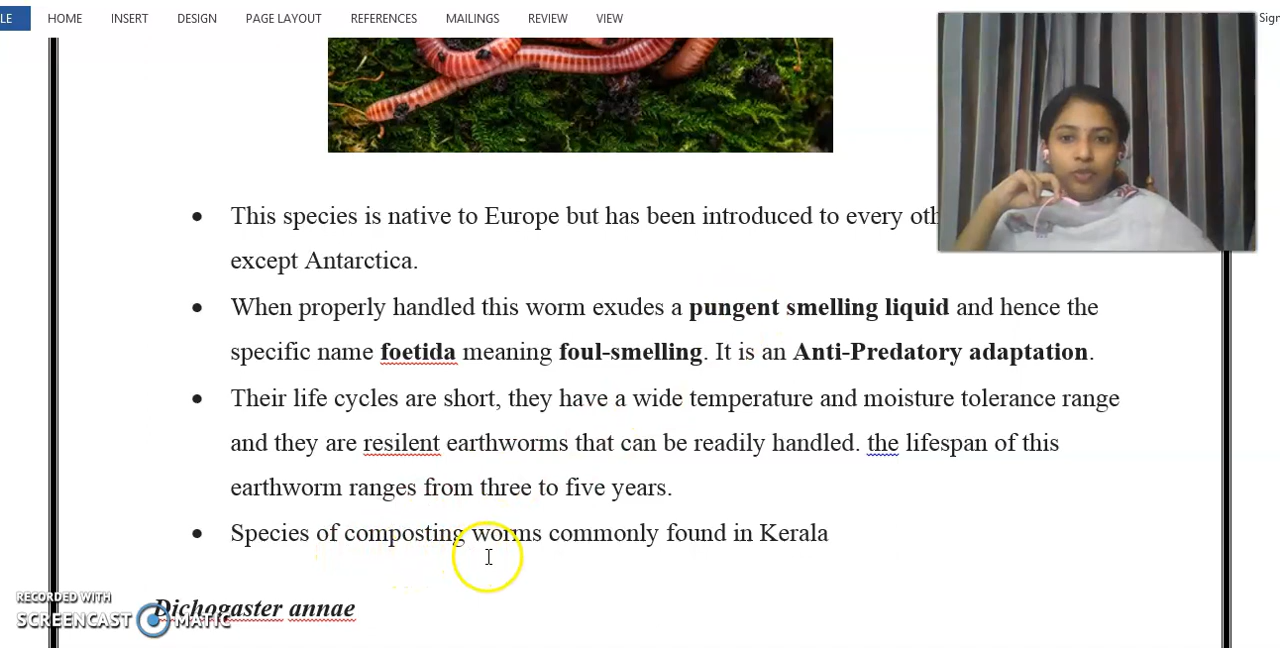 LE HOME INSERT DESIGN PAGE LAYOUT REFERENCES MAILINGS REVIEW VIEW Sign
• This species is native to Europe but has been introduced to every oth
except Antarctica.
• When properly handled this worm exudes a pungent smelling liquid and hence the
specific name foetida meaning foul-smelling. It is an Anti-Predatory adaptation.
• Their life cycles are short, they have a wide temperature and moisture tolerance range
and they are resilent earthworms that can be readily handled. the lifespan of this
earthworm ranges from three to five years.
• Species of composting worms commonly found in Kerala
Dichogaster annae
RECORDED WITH
SCREENCAST MATIC